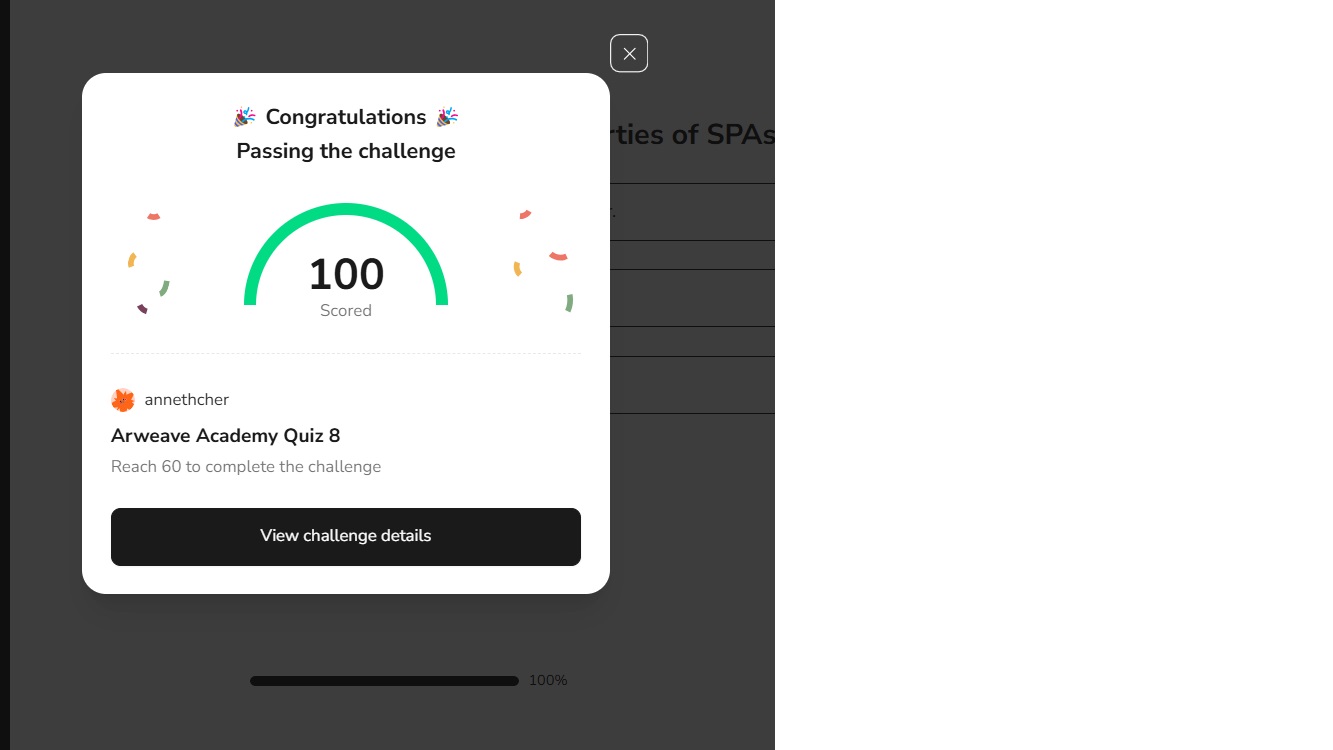 Congratulations
Passing the challenge
rties of SPAs
100
Scored
annethcher
Arweave Academy Quiz 8
Reach 60 to complete the challenge
View challenge details
100%